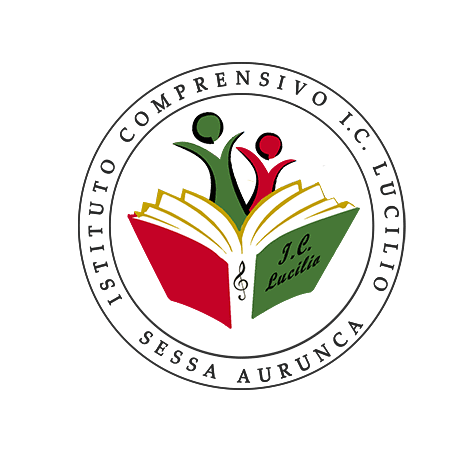 ISTITUTO COMPRENSIVO I.C. LUCILIO
SESSA AURUNCA
I.C.
Lucilio